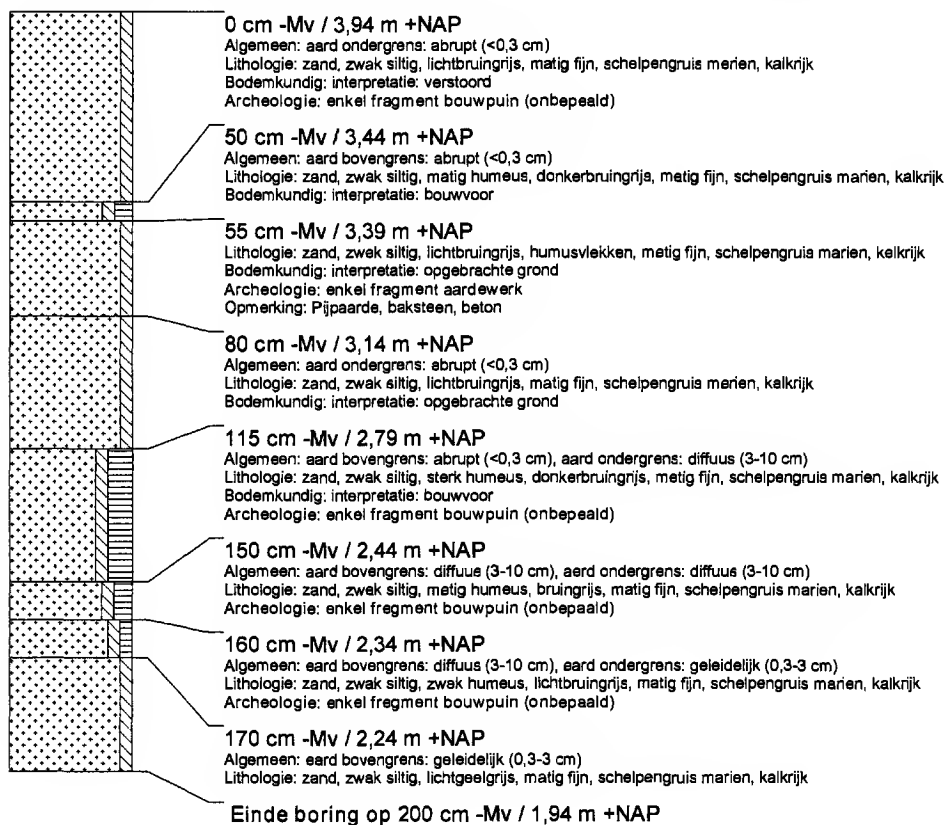 0 cm -Mv / 3,94 m +NAP
Algemeen: aard ondergrens: abrupt (<0,3 cm)
Lithologie: zand, zwak siltig, lichtbruingrijs, matig fijn, schelpengruis marien, kalkrijk
Bodemkundig: interpretatie: verstoord
Archeologie: enkel fragment bouwpuin (onbepaald)
50 cm -Mv / 3,44 m +NAP
Algemeen: aard bovengrens: abrupt (<0,3 cm)
Lithologie: zand, zwak siltig, matig humeus, donkerbruingrijs, matig fijn, schelpengruis marien, kalkrijk
Bodemkundig: interpretatie: bouwvoor
55 cm -Mv / 3,39 m +NAP
Lithologie: zand, zwak siltig, lichtbruingrijs, humusvlekken, matig fijn, schelpengruis marien, kalkrijk
Bodemkundig: interpretatie: opgebrachte grond
Archeologie: enkel fragment aardewerk
Opmerking: Pijpaarde, baksteen, beton
80 cm -Mv / 3,14 m +NAP
Algemeen: aard ondergrens: abrupt (<0,3 cm)
Lithologie: zand, zwak siltig, lichtbruingrijs, matig fijn, schelpengruis marien, kalkrijk
Bodemkundig: interpretatie: opgebrachte grond
115 cm -Mv / 2,79 m +NAP
Algemeen: aard bovengrens: abrupt (<0,3 cm), aard ondergrens: diffuus (3-10 cm)
Lithologie: zand, zwak siltig, sterk humeus, donkerbruingrijs, matig fijn, schelpengruis marien, kalkrijk
Bodemkundig: interpretatie: bouwvoor
Archeologie: enkel fragment bouwpuin (onbepaald)
150 cm -Mv / 2,44 m +NAP
Algemeen: aard bovengrens: diffuus (3-10 cm), aard ondergrens: diffuus (3-10 cm)
Lithologie: zand, zwak siltig, matig humeus, bruingrijs, matig fijn, schelpengruis marien, kalkrijk
Archeologie: enkel fragment bouwpuin (onbepaald)
160 cm -Mv / 2,34 m +NAP
Algemeen: aard bovengrens: diffuus (3-10 cm), aard ondergrens: geleidelijk (0,3-3 cm)
Lithologie: zand, zwak siltig, zwak humeus, lichtbruingrijs, matig fijn, schelpengruis marien, kalkrijk
Archeologie: enkel fragment bouwpuin (onbepaald)
170 cm -Mv / 2,24 m +NAP
Algemeen: aard bovengrens: geleidelijk (0,3-3 cm)
Lithologie: zand, zwak siltig, lichtgeelgrijs, matig fijn, schelpengruis marien, kalkrijk
Einde boring op 200 cm -Mv / 1,94 m +NAP